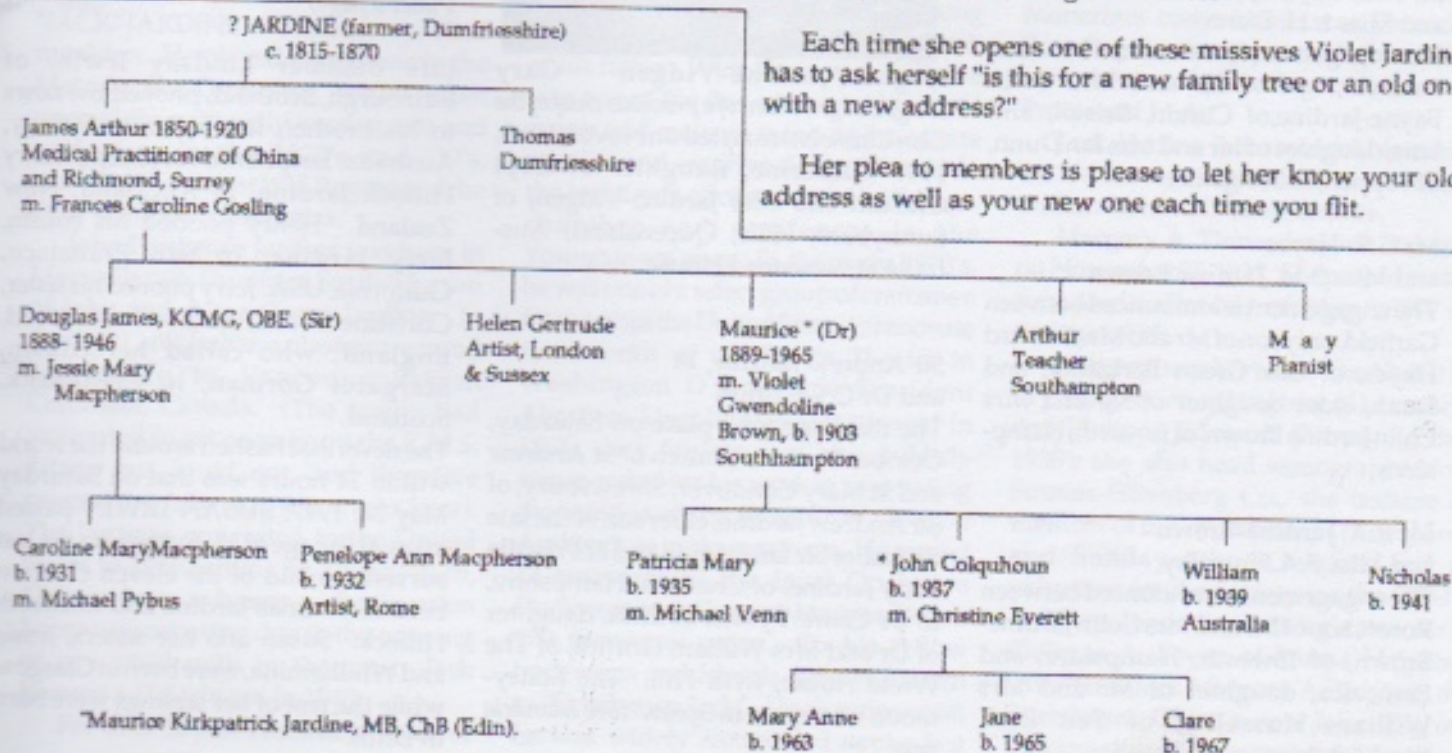 ? JARDINE (farmer, Dumfriesshire)
c. 1815-1870
Each time she opens one of these missives Violet Jardin
has to ask herself "is this for a new family tree or an old on
with a new address?"
Her plea to members is please to let her know your old
address as well as your new one each time you flit.
James Arthur 1850-1920
Medical Practitioner of China
and Richmond, Surrey
m. Frances Caroline Gosling
Thomas
Dumfriesshire
Douglas James, KCMG, OBE. (Sir)
1888-1946
m. Jessie Mary
Macpherson
Helen Gertrude
Artist, London
& Sussex
Maurice * (Dr)
1889-1965
m. Violet
Gwendoline
Brown, b. 1903
Southhampton
Arthur
Teacher
Southampton
M a y
Pianist
Caroline MaryMacpherson
b. 1931
m. Michael Pybus
Penelope Ann Macpherson
b. 1932
Artist, Rome
Patricia Mary
b. 1935
m. Michael Venn
John Colquhoun
b. 1937
m. Christine Everett
William
b. 1939
Australia
Nicholas
b. 1941
Mary Anne
b. 1963
Jane
b. 1965
Clare
b. 1967
*Maurice Kirkpatrick Jardine, MB, ChB (Edin).